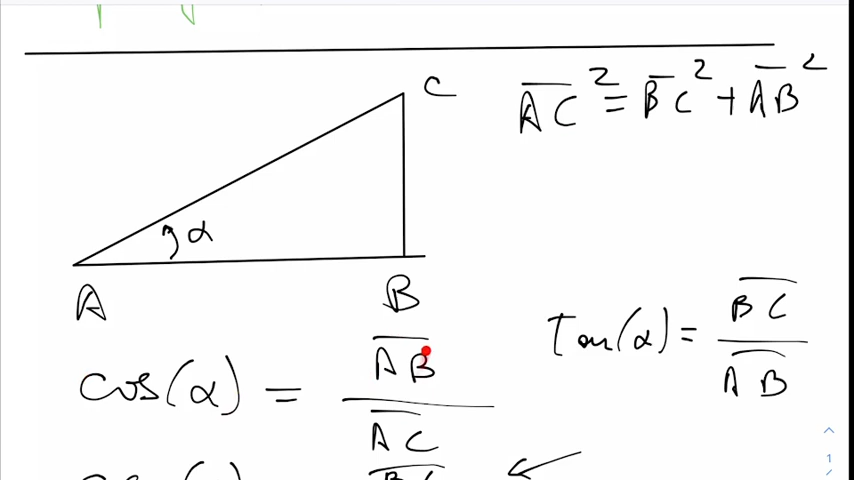 C
AC² = BC² + AB²
α
A B
Tan(α) = BC / AB
cos(α) = AB / AC